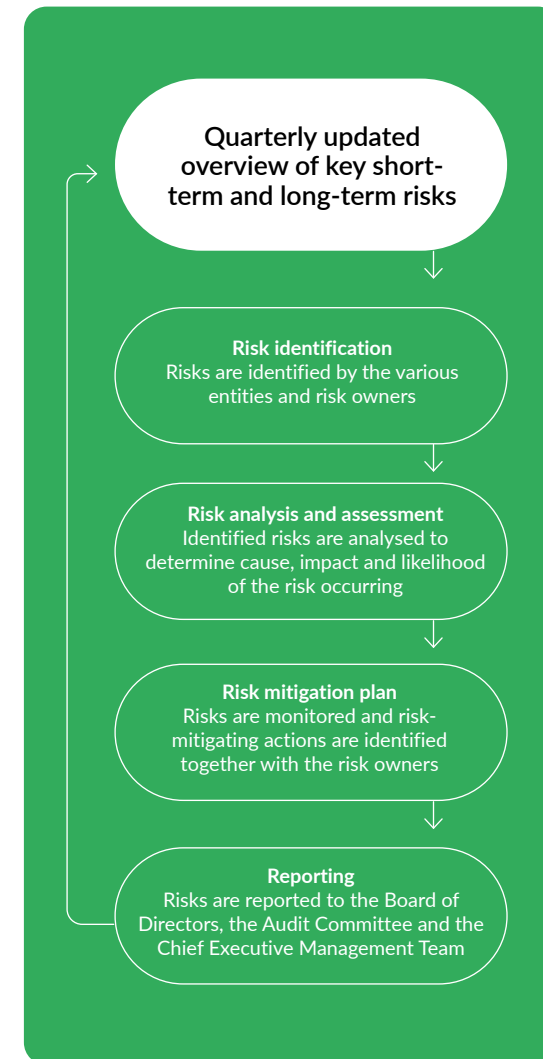 Quarterly updated
overview of key short-
term and long-term risks
Risk identification
Risks are identified by the various
entities and risk owners
Risk analysis and assessment
Identified risks are analysed to
determine cause, impact and likelihood
of the risk occurring
Risk mitigation plan
Risks are monitored and risk-
mitigating actions are identified
together with the risk owners
Reporting
Risks are reported to the Board of
Directors, the Audit Committee and the
Chief Executive Management Team